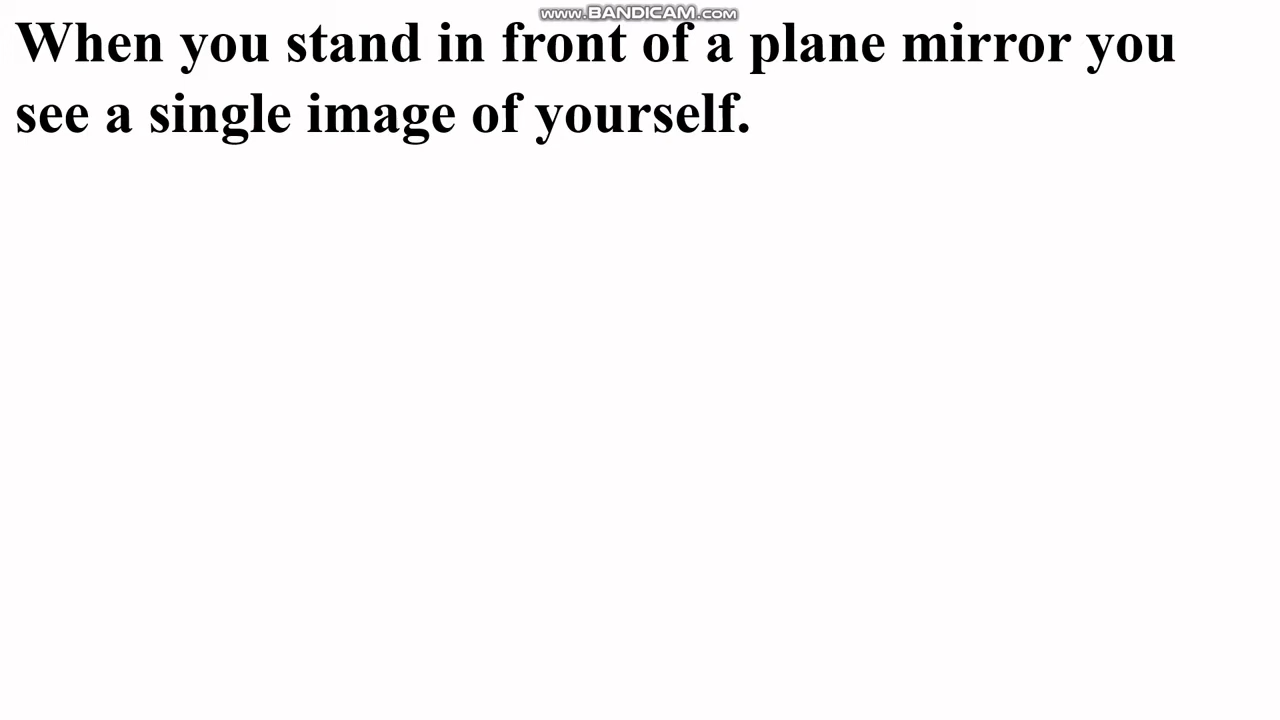 www.BANDICAM.com
When you stand in front of a plane mirror you
see a single image of yourself.